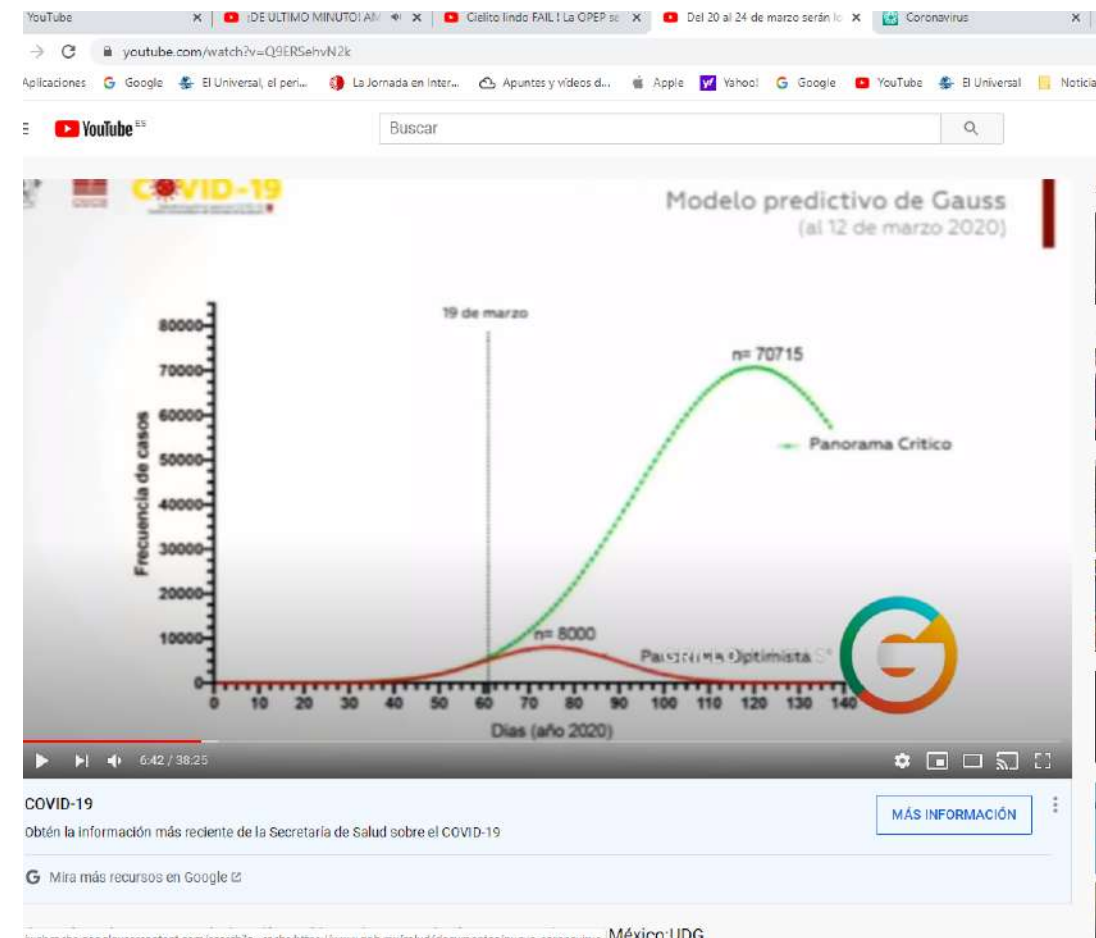 YouTube
¡DE ULTIMO MINUTO! AM
Cielito lindo FAIL ! La OPEP se
Del 20 al 24 de marzo serán lo
Coronavirus
youtube.com/watch?v=Q9ERSehvN2k
Aplicaciones
Google
El Universal, el peri...
La Jornada en Inter...
Apuntes y vídeos d...
Apple
Yahoo!
Google
YouTube
El Universal
Noticia
YouTube ES
Buscar
COVID-19
Modelo predictivo de Gauss
(al 12 de marzo 2020)
19 de marzo
n= 70715
Panorama Critico
n= 8000
Optimista
Frecuencia de casos
80000
70000
60000
50000
40000
30000
20000
10000
0
0 10 20 30 40 50 60 70 80 90 100 110 120 130 140
Dias (año 2020)
6:42 / 38:25
COVID-19
Obtén la información más reciente de la Secretaría de Salud sobre el COVID-19
MÁS INFORMACIÓN
Mira más recursos en Google
México:UDG